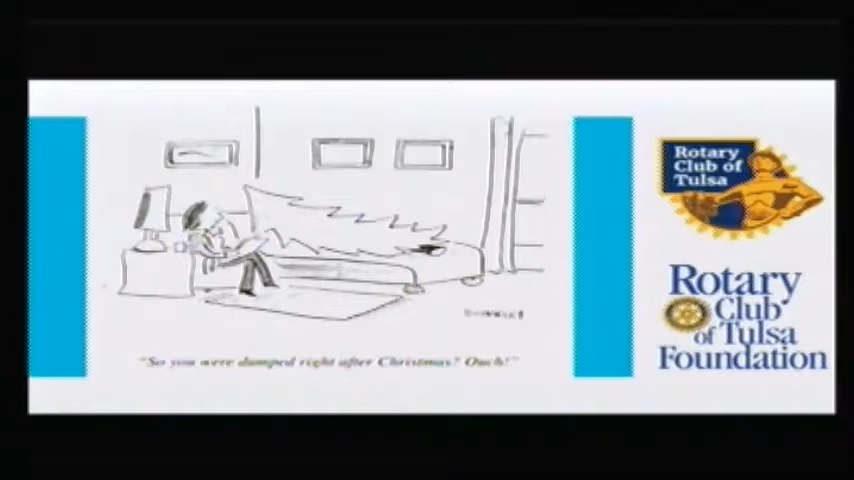 "So you were dumped right after Christmas? Ouch!"
Rotary
Club of
Tulsa
Rotary
Club
of Tulsa
Foundation